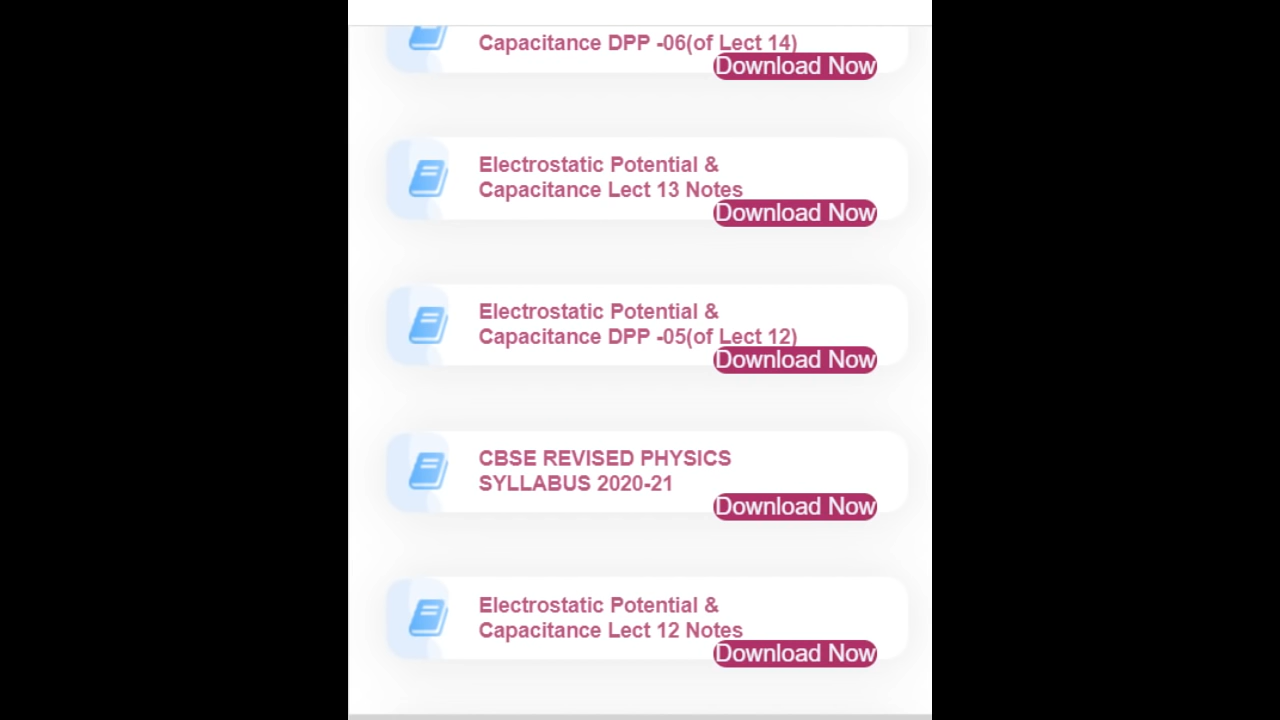 Capacitance DPP -06(of Lect 14)
Download Now
Electrostatic Potential &
Capacitance Lect 13 Notes
Download Now
Electrostatic Potential &
Capacitance DPP -05(of Lect 12)
Download Now
CBSE REVISED PHYSICS
SYLLABUS 2020-21
Download Now
Electrostatic Potential &
Capacitance Lect 12 Notes
Download Now